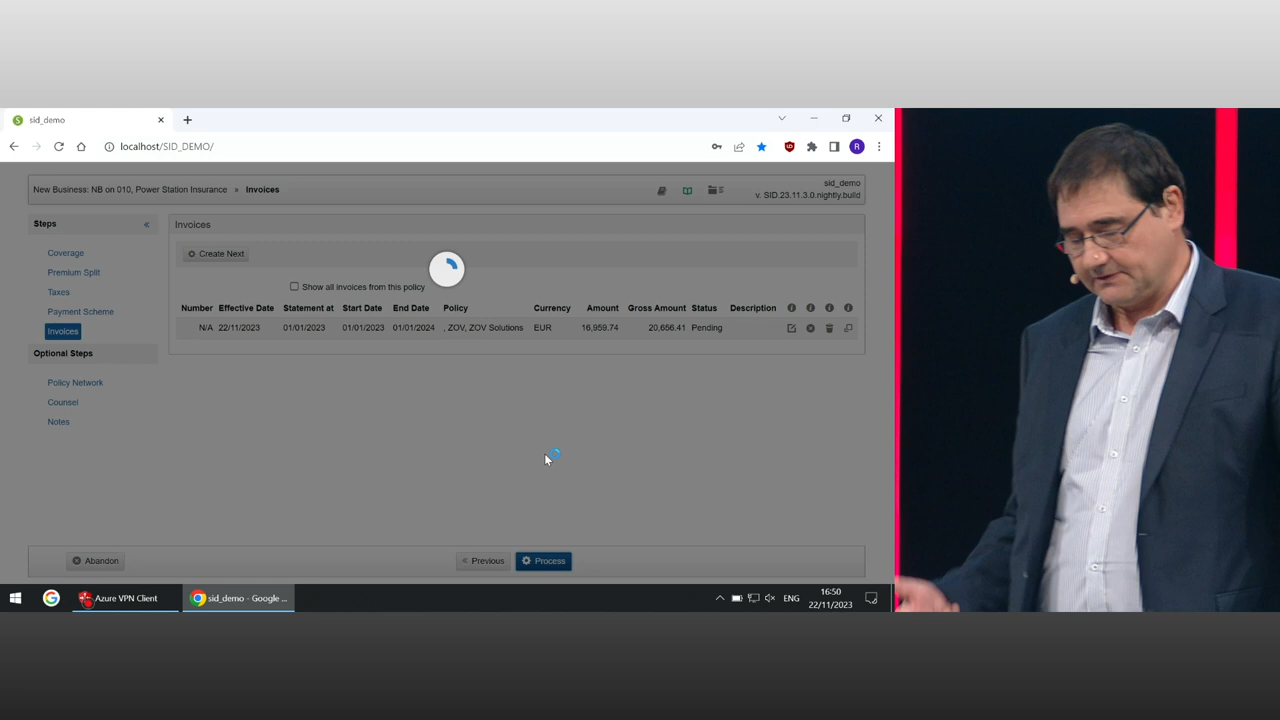 sid_demo
localhost/SID_DEMO/
R
New Business: NB on 010, Power Station Insurance » Invoices
sid_demo
v. SID.23.11.3.0.nightly.build
Steps
Coverage
Premium Split
Taxes
Payment Scheme
Invoices
Optional Steps
Policy Network
Counsel
Notes
Invoices
Create Next
Show all invoices from this policy
Number Effective Date Statement at Start Date End Date Policy Currency Amount Gross Amount Status Description
N/A 22/11/2023 01/01/2023 01/01/2023 01/01/2024 , ZOV, ZOV Solutions EUR 16,959.74 20,656.41 Pending
Abandon
< Previous
Process
Azure VPN Client
sid_demo - Google ...
ENG
16:50
22/11/2023